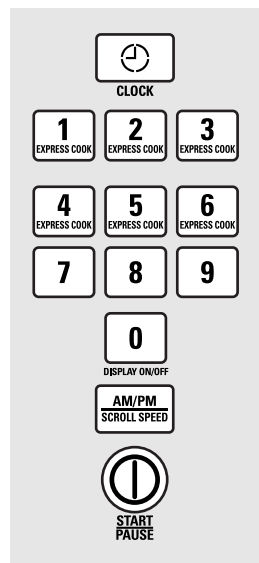 CLOCK
1 2 3
EXPRESS COOK EXPRESS COOK EXPRESS COOK
4 5 6
EXPRESS COOK EXPRESS COOK EXPRESS COOK
7 8 9
0
DISPLAY ON/OFF
AM/PM
SCROLL SPEED
START
PAUSE